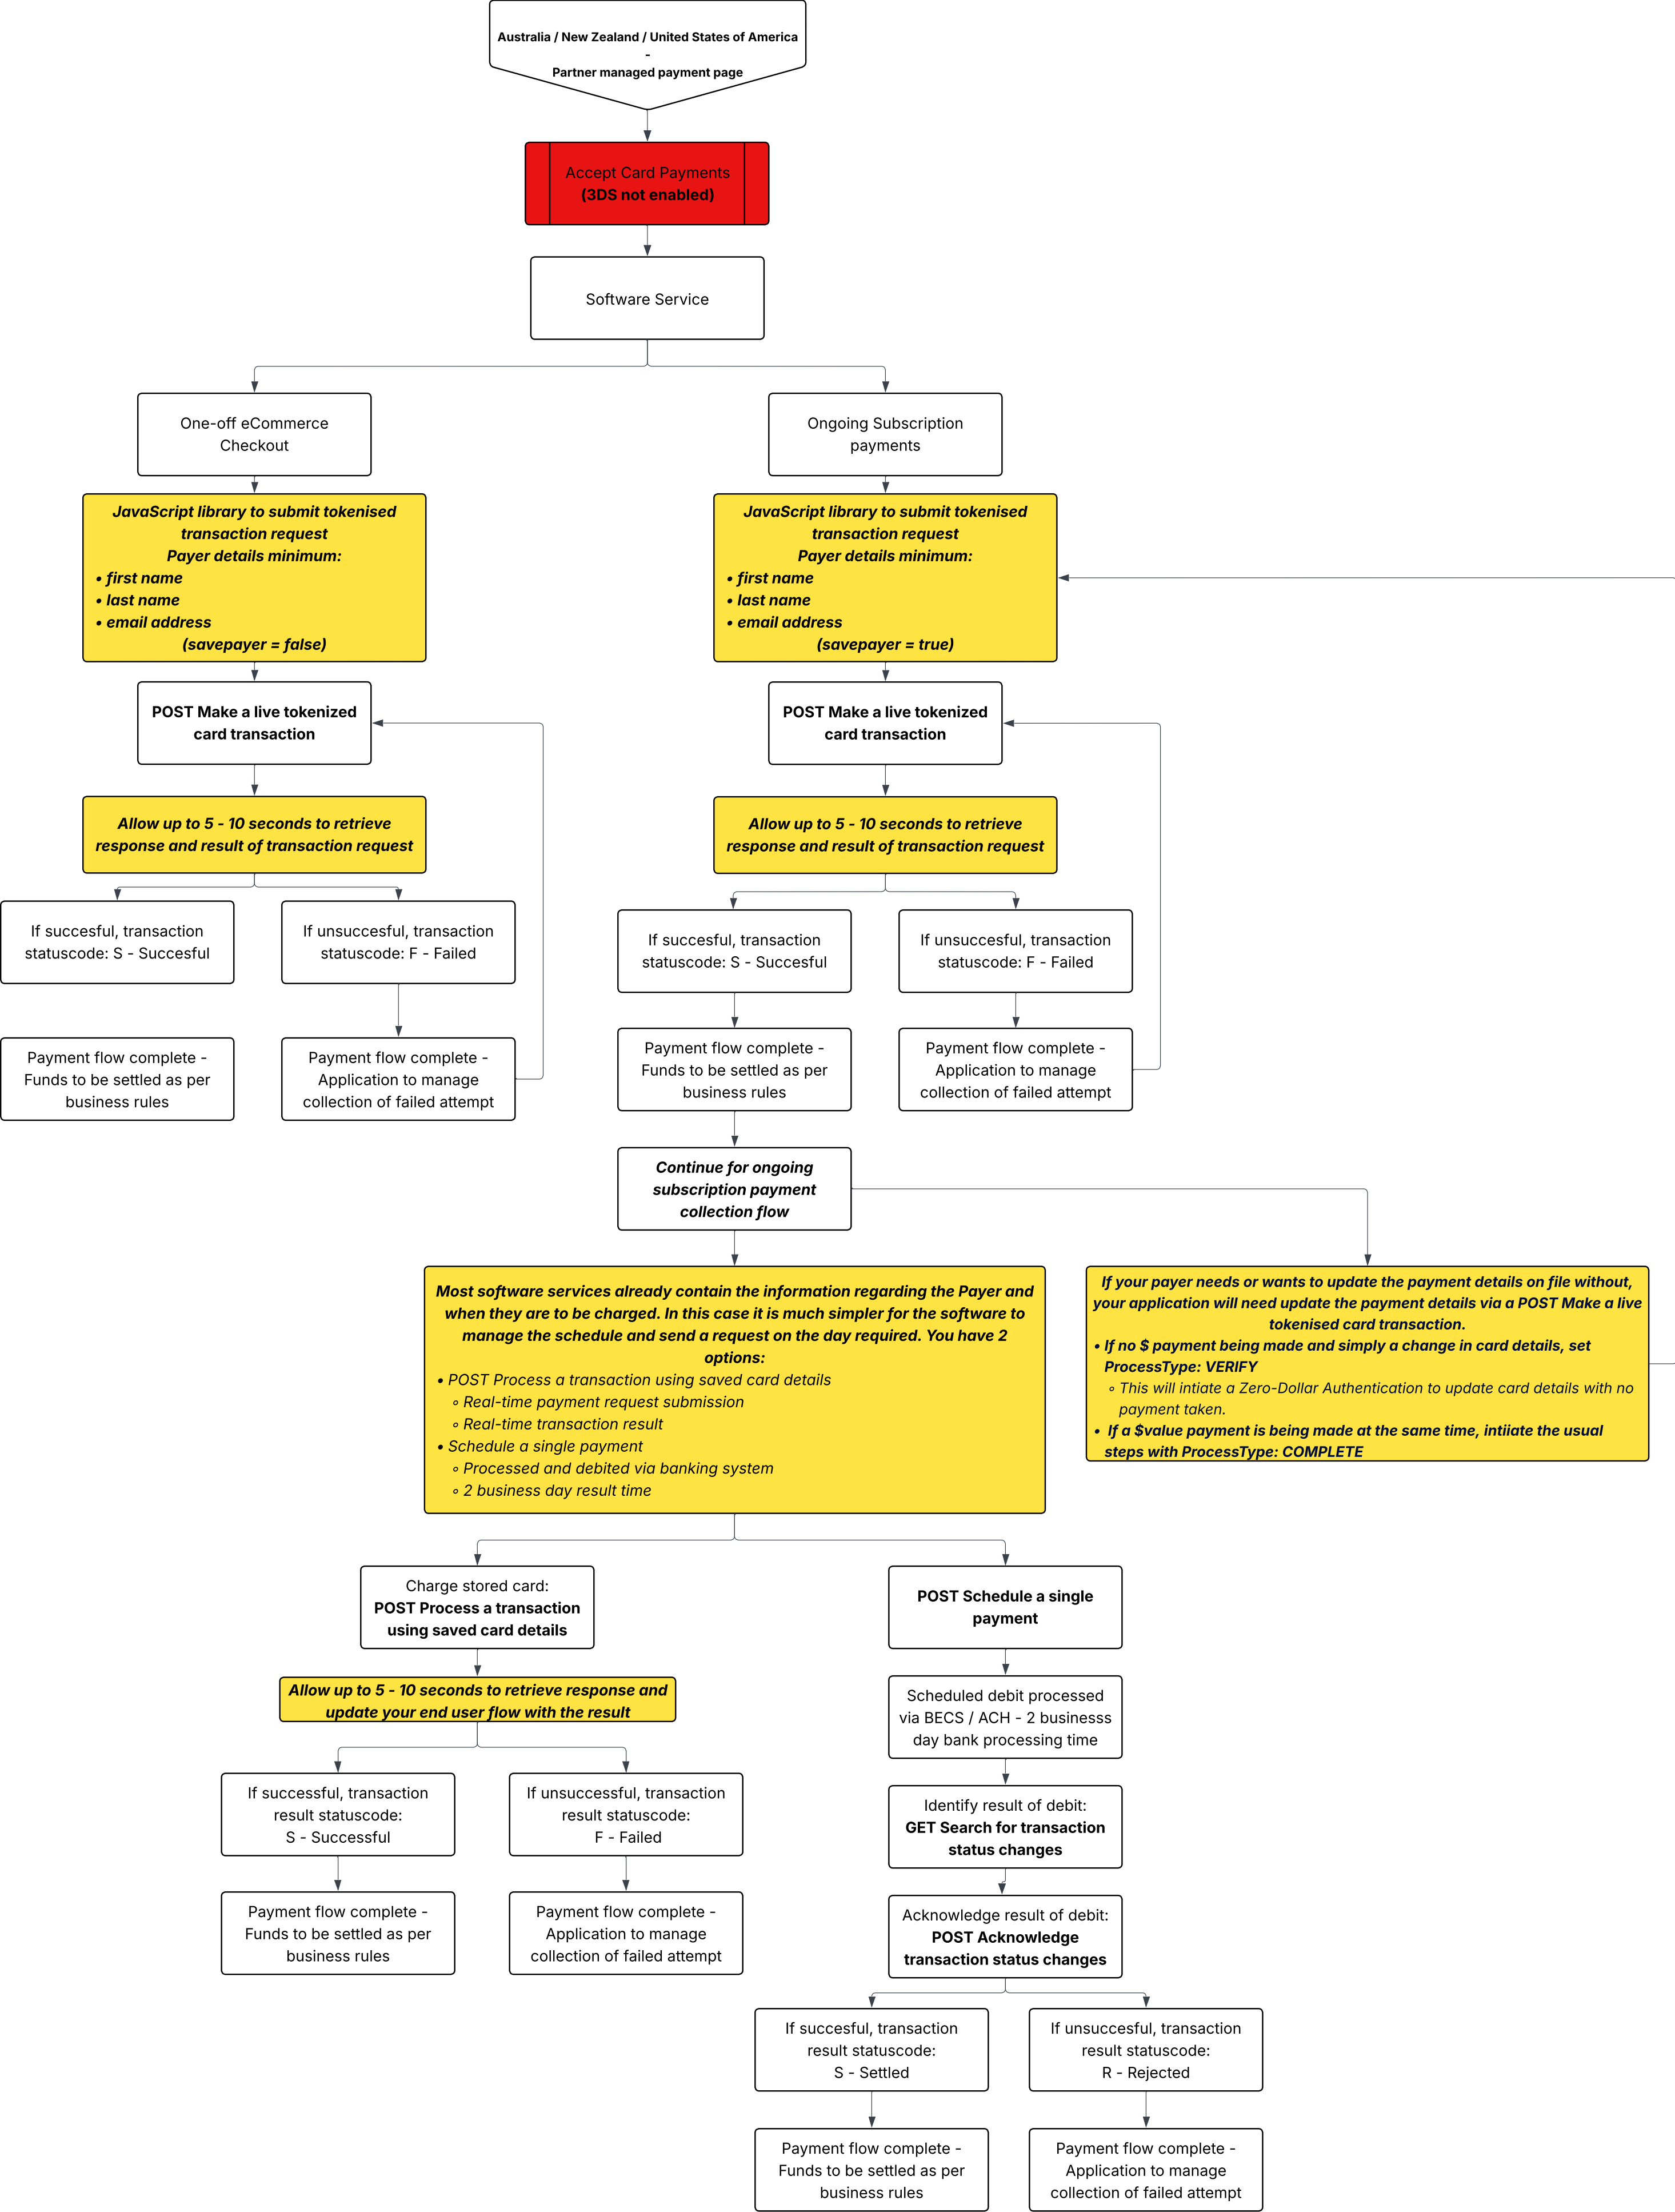 Australia / New Zealand / United States of America
-
Partner managed payment page
Accept Card Payments
(3DS not enabled)
Software Service
One-off eCommerce
Checkout
JavaScript library to submit tokenised
transaction request
Payer details minimum:
• first name
• last name
• email address
(savepayer = false)
POST Make a live tokenized
card transaction
Allow up to 5 - 10 seconds to retrieve
response and result of transaction request
If succesful, transaction
statuscode: S - Succesful
If unsuccesful, transaction
statuscode: F - Failed
Payment flow complete -
Funds to be settled as per
business rules
Payment flow complete -
Application to manage
collection of failed attempt
Ongoing Subscription
payments
JavaScript library to submit tokenised
transaction request
Payer details minimum:
• first name
• last name
• email address
(savepayer = true)
POST Make a live tokenized
card transaction
Allow up to 5 - 10 seconds to retrieve
response and result of transaction request
If succesful, transaction
statuscode: S - Succesful
If unsuccesful, transaction
statuscode: F - Failed
Payment flow complete -
Funds to be settled as per
business rules
Payment flow complete -
Application to manage
collection of failed attempt
Continue for ongoing
subscription payment
collection flow
Most software services already contain the information regarding the Payer and
when they are to be charged. In this case it is much simpler for the software to
manage the schedule and send a request on the day required. You have 2
options:
• POST Process a transaction using saved card details
◦ Real-time payment request submission
◦ Real-time transaction result
• Schedule a single payment
◦ Processed and debited via banking system
◦ 2 business day result time
If your payer needs or wants to update the payment details on file without,
your application will need update the payment details via a POST Make a live
tokenised card transaction.
• If no $ payment being made and simply a change in card details, set
ProcessType: VERIFY
◦ This will intiate a Zero-Dollar Authentication to update card details with no
payment taken.
• If a $value payment is being made at the same time, intiiate the usual
steps with ProcessType: COMPLETE
Charge stored card:
POST Process a transaction
using saved card details
Allow up to 5 - 10 seconds to retrieve response and
update your end user flow with the result
If successful, transaction
result statuscode:
S - Successful
If unsuccessful, transaction
result statuscode:
F - Failed
Payment flow complete -
Funds to be settled as per
business rules
Payment flow complete -
Application to manage
collection of failed attempt
POST Schedule a single
payment
Scheduled debit processed
via BECS / ACH - 2 businesss
day bank processing time
Identify result of debit:
GET Search for transaction
status changes
Acknowledge result of debit:
POST Acknowledge
transaction status changes
If succesful, transaction
result statuscode:
S - Settled
If unsuccesful, transaction
result statuscode:
R - Rejected
Payment flow complete -
Funds to be settled as per
business rules
Payment flow complete -
Application to manage
collection of failed attempt